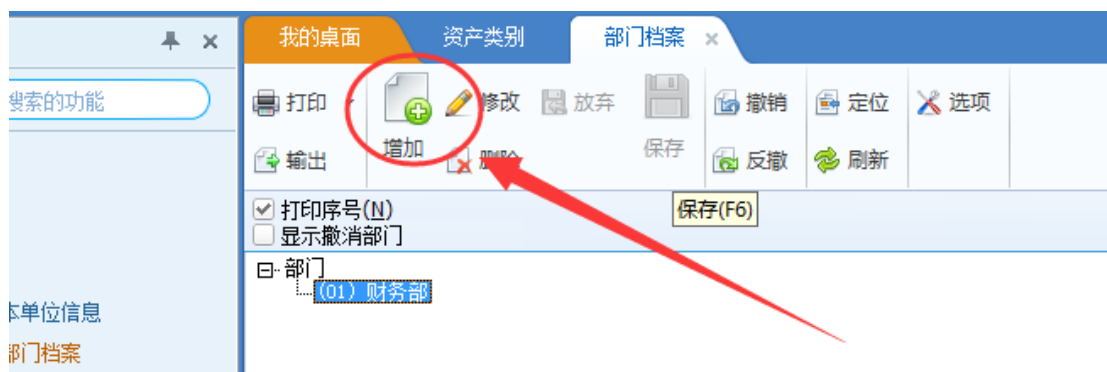 我的桌面 资产类别 部门档案
搜索的功能
打印 增加 修改 放弃 保存 撤销 定位 选项
输出 删除 反撤 刷新
保存(F6)
打印序号(N)
显示撤消部门
部门
(01) 财务部
本单位信息
部门档案